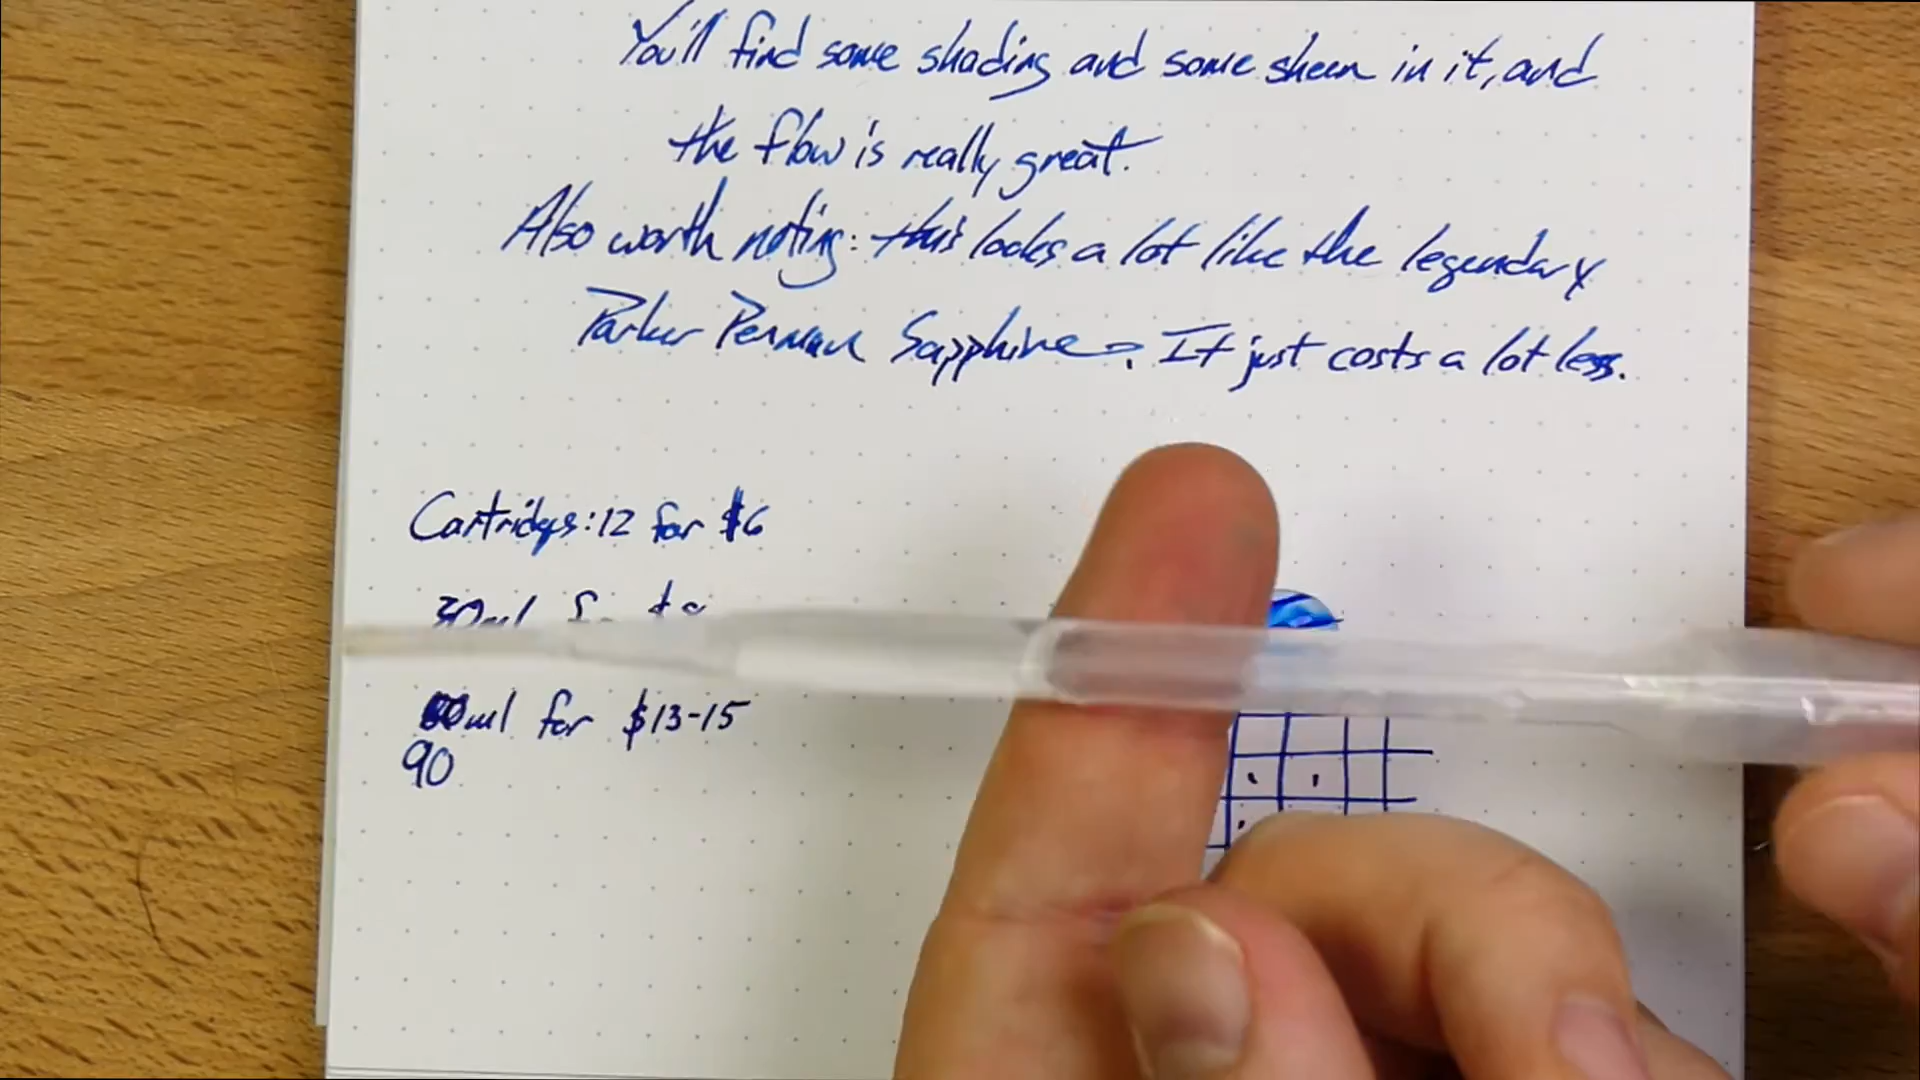 You'll find some shading and some sheen in it, and
the flow is really great.
Also worth noting: this looks a lot like the legendary
Parker Penman Sapphire. It just costs a lot less.
Cartridges: 12 for $6
30ml for
ml for $13-15
90